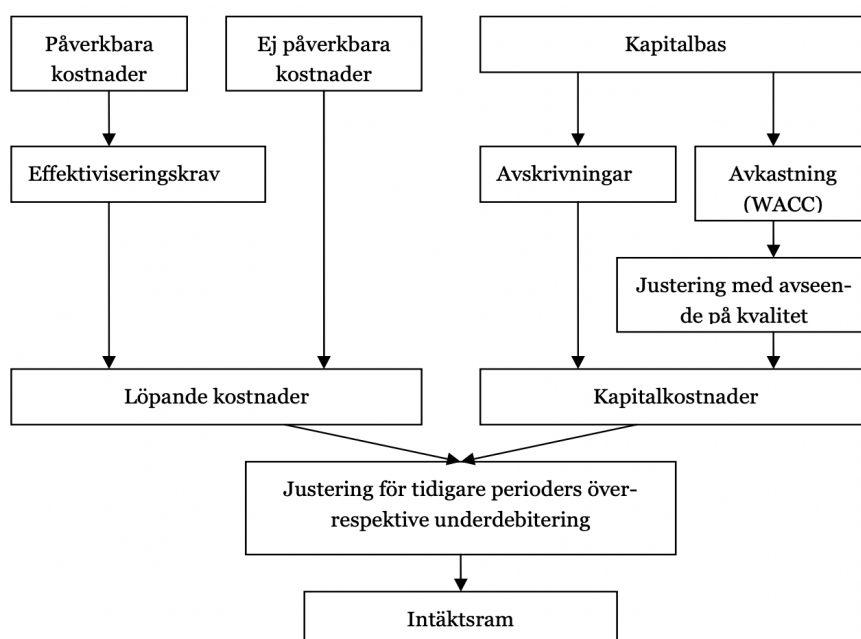 Påverkbara
kostnader
Ej påverkbara
kostnader
Kapitalbas
Effektiviseringskrav
Avskrivningar
Avkastning
(WACC)
Justering med avseen-
de på kvalitet
Löpande kostnader
Kapitalkostnader
Justering för tidigare perioders över-
respektive underdebitering
Intäktsram